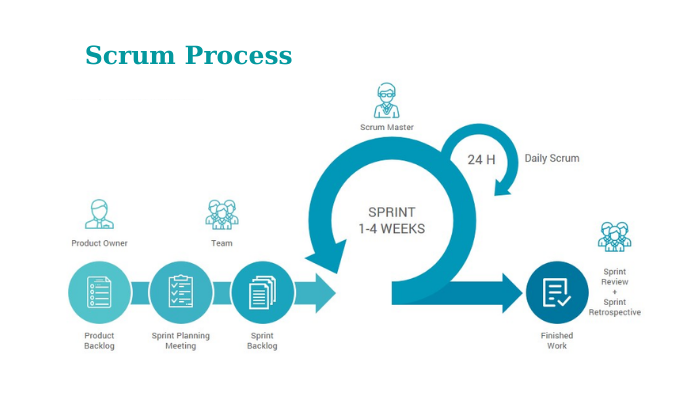 Scrum Process
Scrum Master
24 H
Daily Scrum
SPRINT
1-4 WEEKS
Product Owner
Team
Sprint
Review
+
Sprint
Retrospective
Product
Backlog
Sprint Planning
Meeting
Sprint
Backlog
Finished
Work